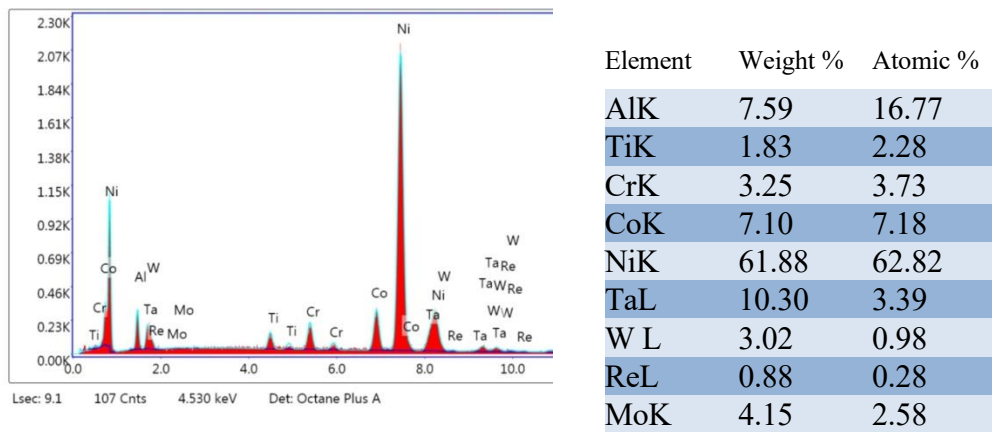 2.30K
2.07K
1.84K
1.61K
1.38K
1.15K
0.92K
0.69K
0.46K
0.23K
0.00K
Ni
Ni
Co
Cr
Ti
Al
W
Ta
Re
Mo
Mo
Ti
Ti
Cr
Cr
Co
Co
W
Ni
Ta
Re
W
Ta Re
Ta W Re
W W
Ta
Ta
Re
0.0 2.0 4.0 6.0 8.0 10.0
Lsec: 9.1 107 Cnts 4.530 keV Det: Octane Plus A
Element Weight % Atomic %
AlK 7.59 16.77
TiK 1.83 2.28
CrK 3.25 3.73
CoK 7.10 7.18
NiK 61.88 62.82
TaL 10.30 3.39
W L 3.02 0.98
ReL 0.88 0.28
MoK 4.15 2.58